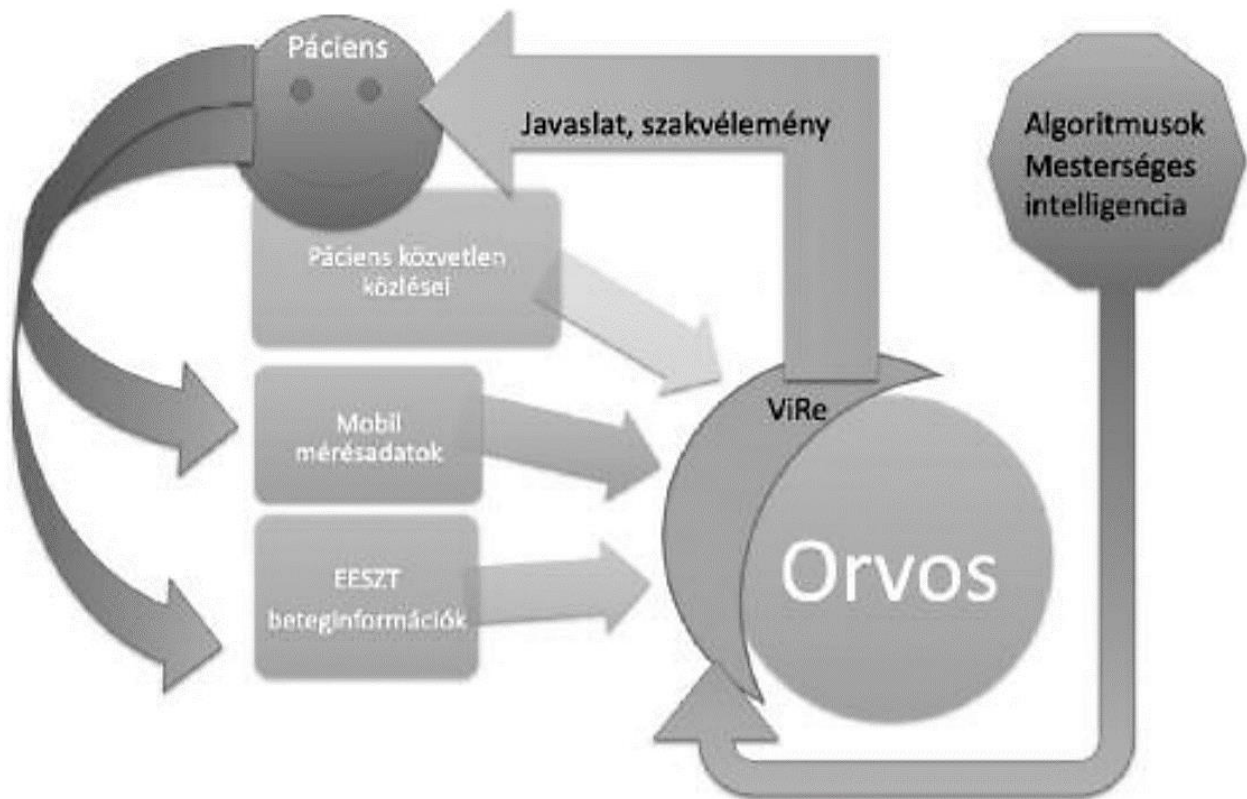 Páciens
Javaslat, szakvélemény
Algoritmusok
Mesterséges
intelligencia
Páciens közvetlen
közlései
Mobil
mérésadatok
ViRe
EESZT
beteginformációk
Orvos